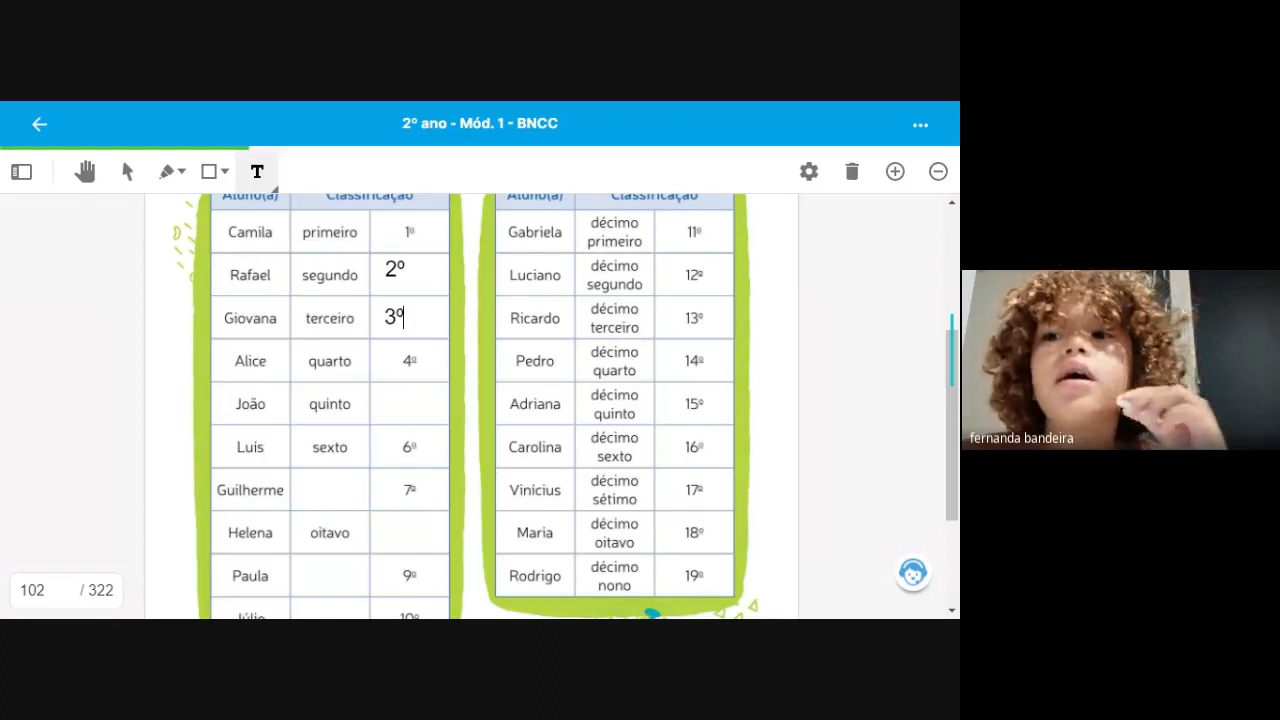 2º ano - Mód. 1 - BNCC
T
Aluno(a) Classificação
Camila primeiro 1º
Rafael segundo 2º
Giovana terceiro 3º
Alice quarto 4º
João quinto
Luis sexto 6º
Guilherme 7º
Helena oitavo
Paula 9º
Júlio 10º
Aluno(a) Classificação
Gabriela décimo primeiro 11º
Luciano décimo segundo 12º
Ricardo décimo terceiro 13º
Pedro décimo quarto 14º
Adriana décimo quinto 15º
Carolina décimo sexto 16º
Vinícius décimo sétimo 17º
Maria décimo oitavo 18º
Rodrigo décimo nono 19º
102 / 322
fernanda bandeira